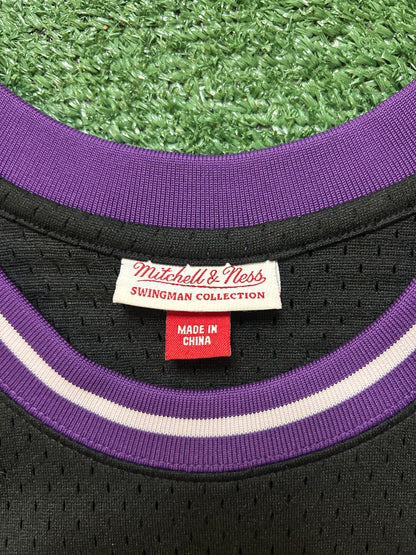 Mitchell & Ness
SWINGMAN COLLECTION
MADE IN
CHINA